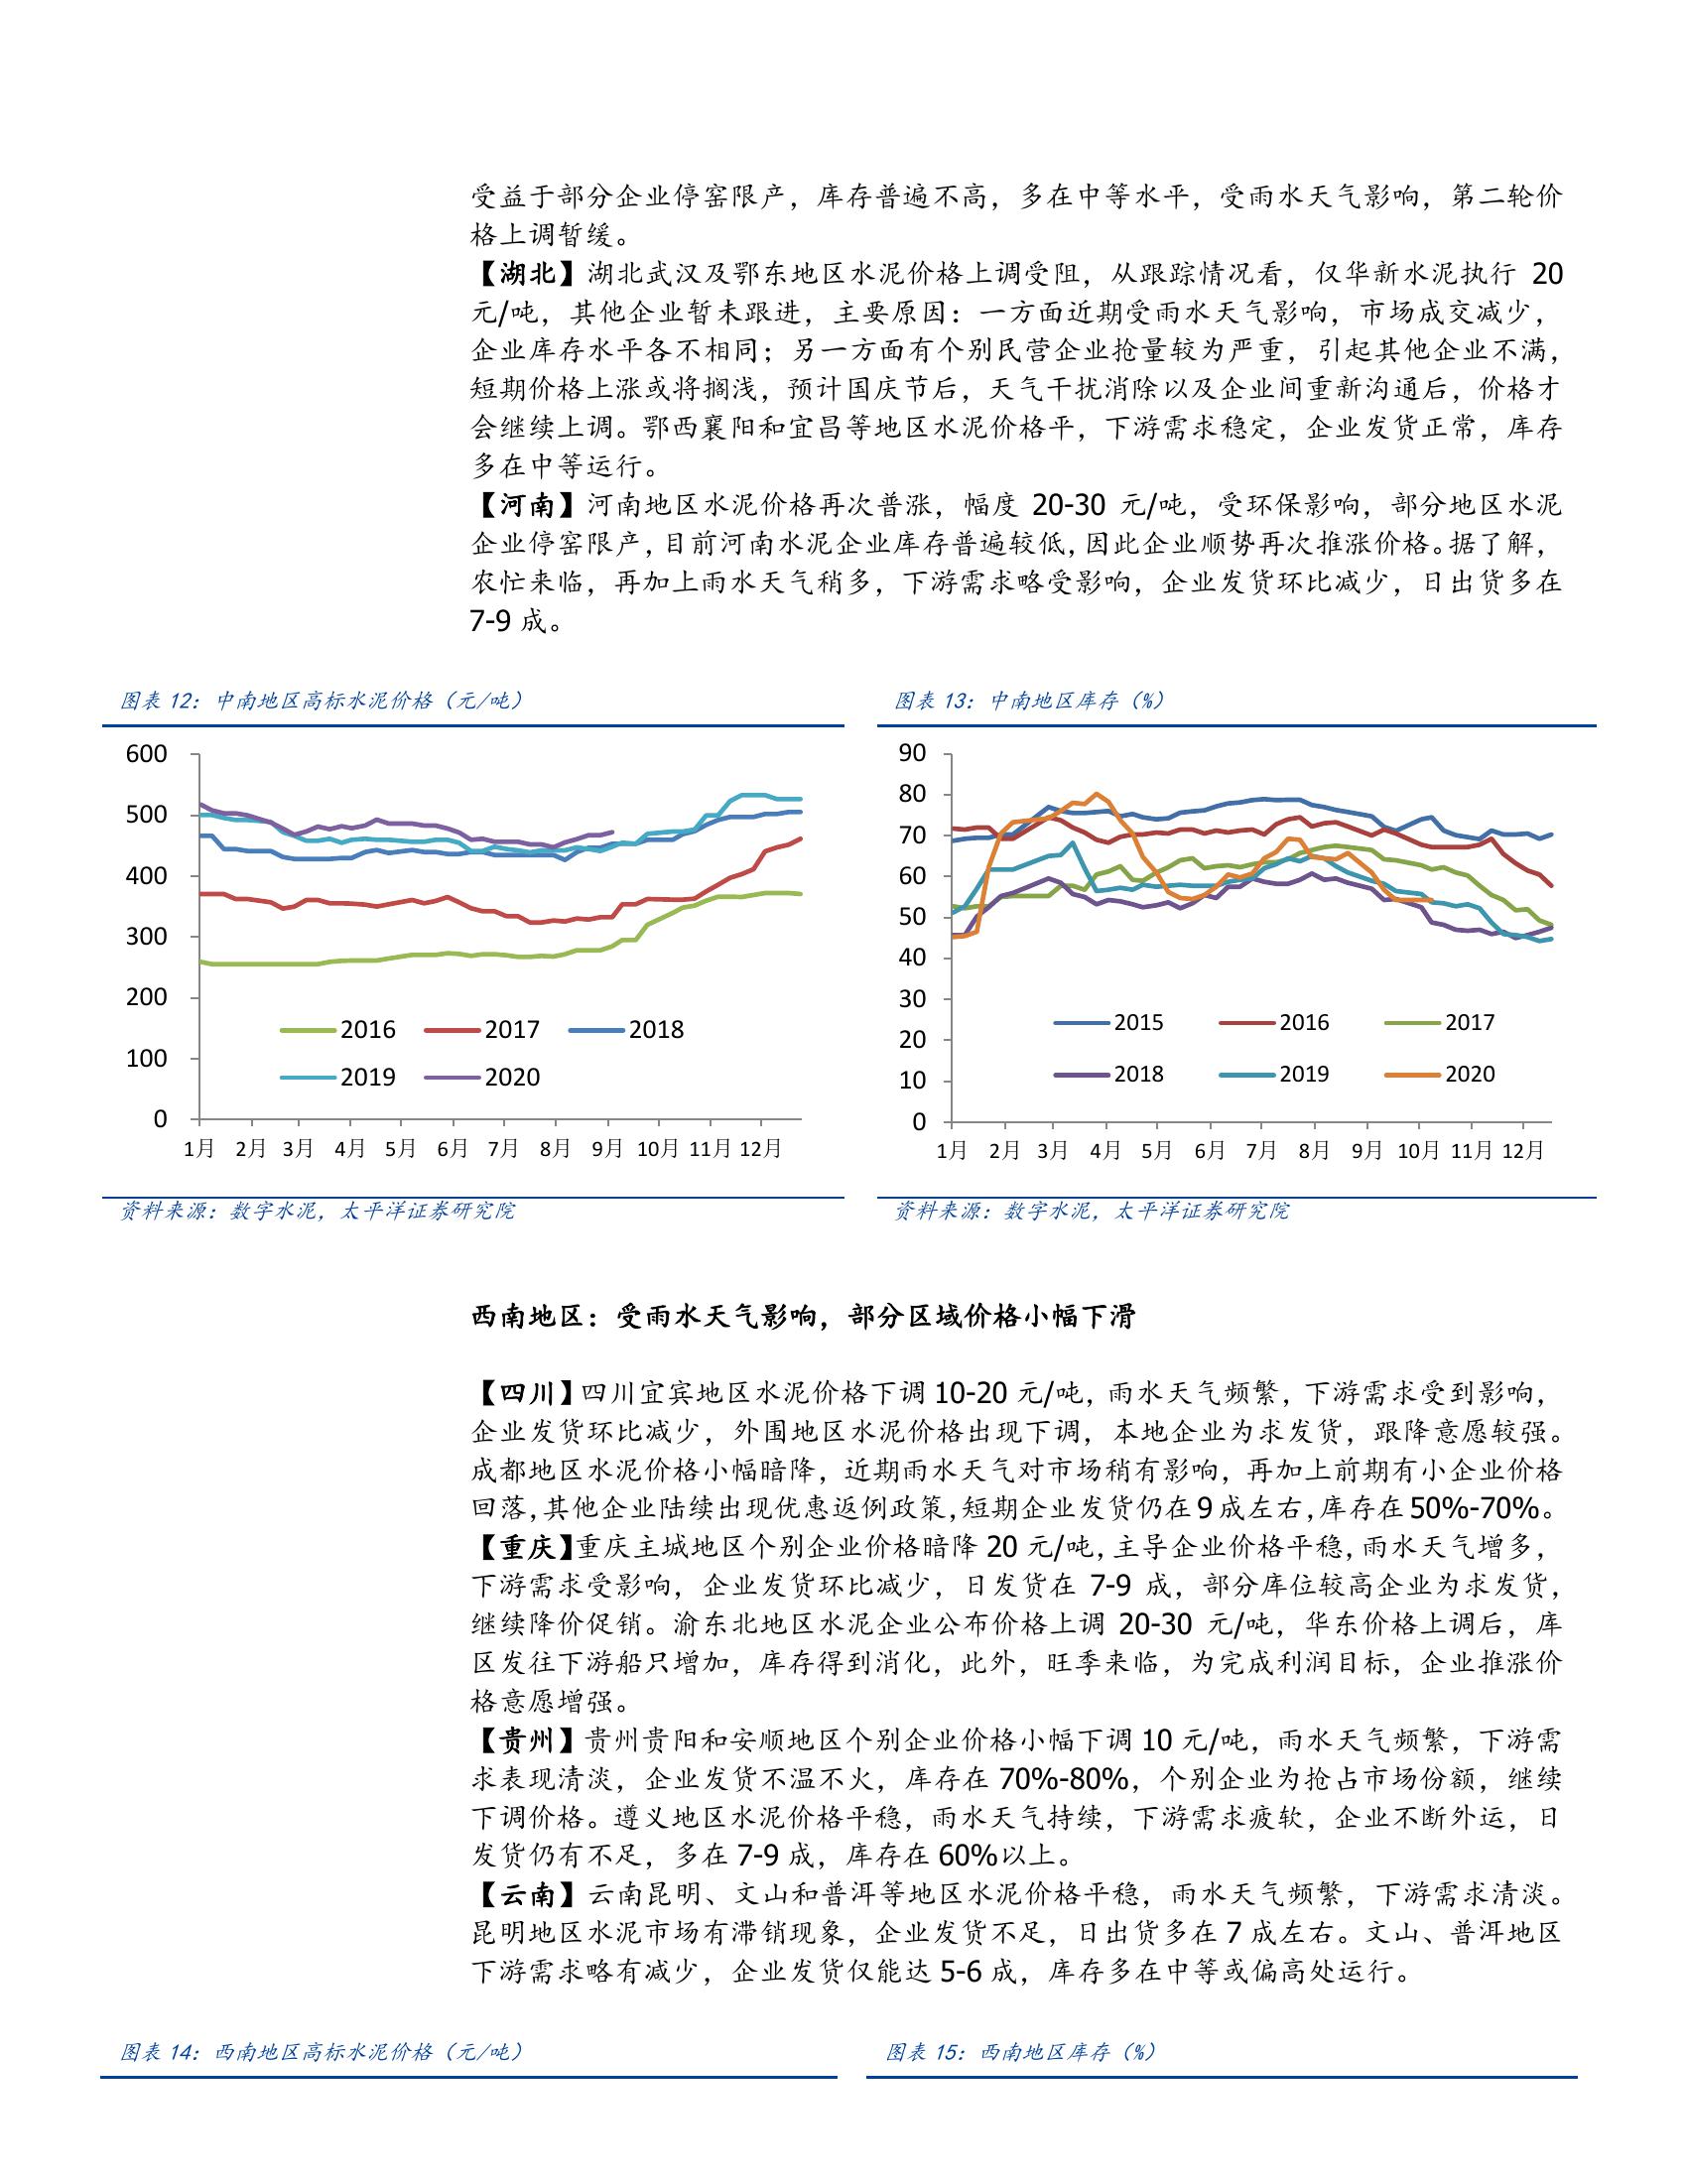 受益于部分企业停窑限产，库存普遍不高，多在中等水平，受雨水天气影响，第二轮价
格上调暂缓。
【湖北】湖北武汉及鄂东地区水泥价格上调受阻，从跟踪情况看，仅华新水泥执行 20
元/吨，其他企业暂未跟进，主要原因：一方面近期受雨水天气影响，市场成交减少，
企业库存水平各不相同；另一方面有个别民营企业抢量较为严重，引起其他企业不满，
短期价格上涨或将搁浅，预计国庆节后，天气干扰消除以及企业间重新沟通后，价格才
会继续上调。鄂西襄阳和宜昌等地区水泥价格平，下游需求稳定，企业发货正常，库存
多在中等运行。
【河南】河南地区水泥价格再次普涨，幅度 20-30 元/吨，受环保影响，部分地区水泥
企业停窑限产，目前河南水泥企业库存普遍较低，因此企业顺势再次推涨价格。据了解，
农忙来临，再加上雨水天气稍多，下游需求略受影响，企业发货环比减少，日出货多在
7-9 成。
图表 12：中南地区高标水泥价格（元/吨）
600
500
400
300
200
100
0
2016 2017 2018
2019 2020
1月 2月 3月 4月 5月 6月 7月 8月 9月 10月 11月 12月
资料来源：数字水泥，太平洋证券研究院
图表 13：中南地区库存（%）
90
80
70
60
50
40
30
20
10
0
2015 2016 2017
2018 2019 2020
1月 2月 3月 4月 5月 6月 7月 8月 9月 10月 11月 12月
资料来源：数字水泥，太平洋证券研究院
西南地区：受雨水天气影响，部分区域价格小幅下滑
【四川】四川宜宾地区水泥价格下调 10-20 元/吨，雨水天气频繁，下游需求受到影响，
企业发货环比减少，外围地区水泥价格出现下调，本地企业为求发货，跟降意愿较强。
成都地区水泥价格小幅暗降，近期雨水天气对市场稍有影响，再加上前期有小企业价格
回落，其他企业陆续出现优惠返例政策，短期企业发货仍在 9 成左右，库存在 50%-70%。
【重庆】重庆主城地区个别企业价格暗降 20 元/吨，主导企业价格平稳，雨水天气增多，
下游需求受影响，企业发货环比减少，日发货在 7-9 成，部分库位较高企业为求发货，
继续降价促销。渝东北地区水泥企业公布价格上调 20-30 元/吨，华东价格上调后，库
区发往下游船只增加，库存得到消化，此外，旺季来临，为完成利润目标，企业推涨价
格意愿增强。
【贵州】贵州贵阳和安顺地区个别企业价格小幅下调 10 元/吨，雨水天气频繁，下游需
求表现清淡，企业发货不温不火，库存在 70%-80%，个别企业为抢占市场份额，继续
下调价格。遵义地区水泥价格平稳，雨水天气持续，下游需求疲软，企业不断外运，日
发货仍有不足，多在 7-9 成，库存在 60%以上。
【云南】云南昆明、文山和普洱等地区水泥价格平稳，雨水天气频繁，下游需求清淡。
昆明地区水泥市场有滞销现象，企业发货不足，日出货多在 7 成左右。文山、普洱地区
下游需求略有减少，企业发货仅能达 5-6 成，库存多在中等或偏高处运行。
图表 14：西南地区高标水泥价格（元/吨）
图表 15：西南地区库存（%）